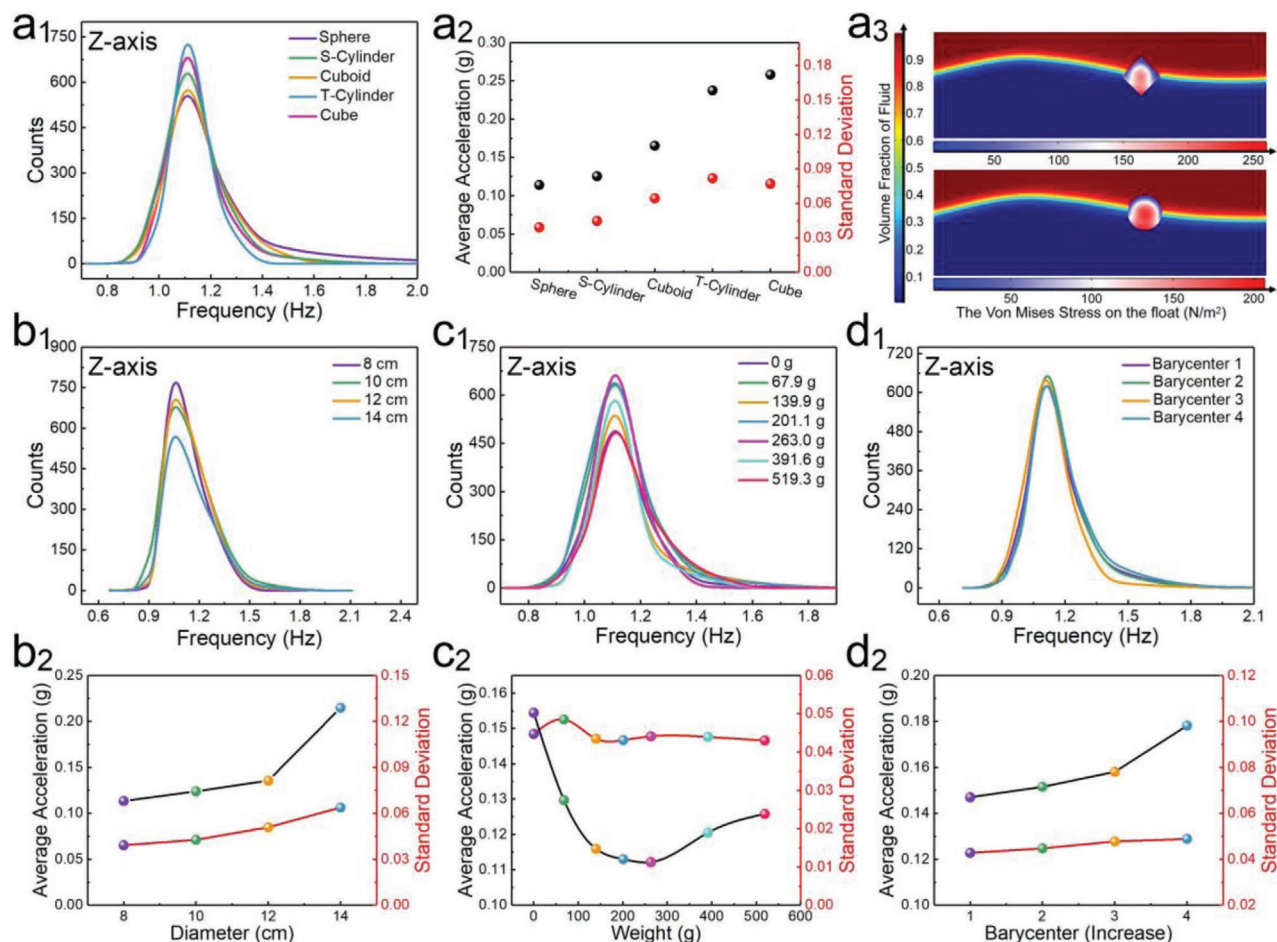 a1
Z-axis
Sphere
S-Cylinder
Cuboid
T-Cylinder
Cube
750
600
450
300
150
0
Counts
0.8 1.0 1.2 1.4 1.6 1.8 2.0
Frequency (Hz)
a2
0.30
0.25
0.20
0.15
0.10
0.05
0.00
Average Acceleration (g)
0.18
0.15
0.12
0.09
0.06
0.03
0.00
Standard Deviation
Sphere S-Cylinder Cuboid T-Cylinder Cube
a3
0.9
0.8
0.7
0.6
0.5
0.4
0.3
0.2
0.1
Volume Fraction of Fluid
50 100 150 200 250
50 100 150 200
The Von Mises Stress on the float (N/m²)
b1
Z-axis
8 cm
10 cm
12 cm
14 cm
900
750
600
450
300
150
0
Counts
0.6 0.9 1.2 1.5 1.8 2.1 2.4
Frequency (Hz)
c1
0 g
67.9 g
139.9 g
201.1 g
263.0 g
391.6 g
519.3 g
750
600
450
300
150
0
Counts
0.8 1.0 1.2 1.4 1.6 1.8
Frequency (Hz)
d1
Z-axis
Barycenter 1
Barycenter 2
Barycenter 3
Barycenter 4
720
600
480
360
240
120
0
Counts
0.6 0.9 1.2 1.5 1.8 2.1
Frequency (Hz)
b2
0.25
0.20
0.15
0.10
0.05
0.00
Average Acceleration (g)
0.15
0.12
0.09
0.06
0.03
0.00
Standard Deviation
8 10 12 14
Diameter (cm)
c2
0.16
0.15
0.14
0.13
0.12
0.11
0.10
Average Acceleration (g)
0.06
0.05
0.04
0.03
0.02
0.01
0.00
Standard Deviation
0 100 200 300 400 500 600
Weight (g)
d2
0.20
0.18
0.16
0.14
0.12
0.10
Average Acceleration (g)
0.12
0.10
0.08
0.06
0.04
0.02
Standard Deviation
1 2 3 4
Barycenter (Increase)